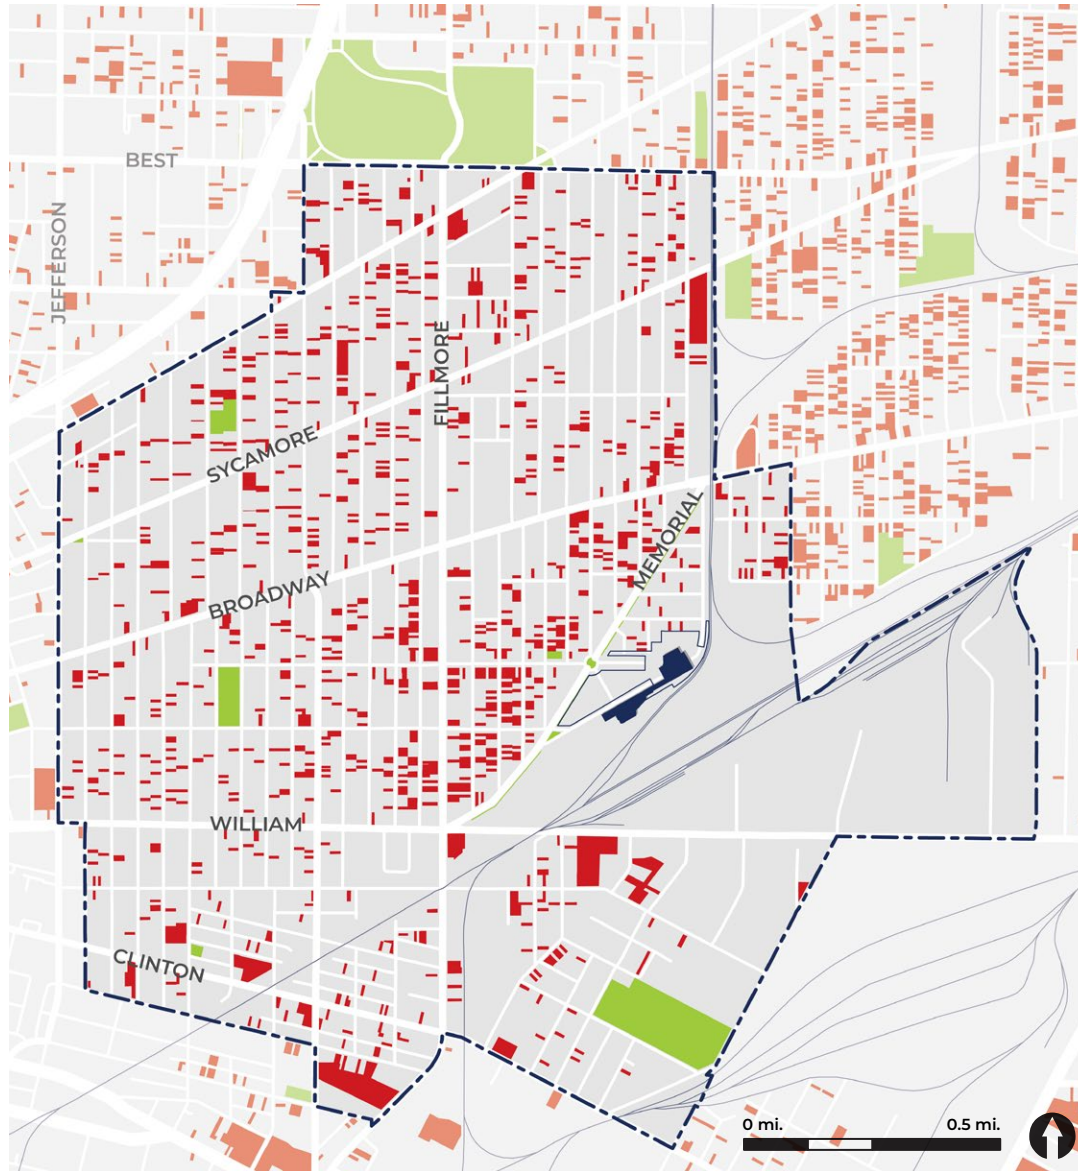 BEST
JEFFERSON
FILLMORE
SYCAMORE
MEMORIAL
BROADWAY
WILLIAM
CLINTON
0 mi.
0.5 mi.